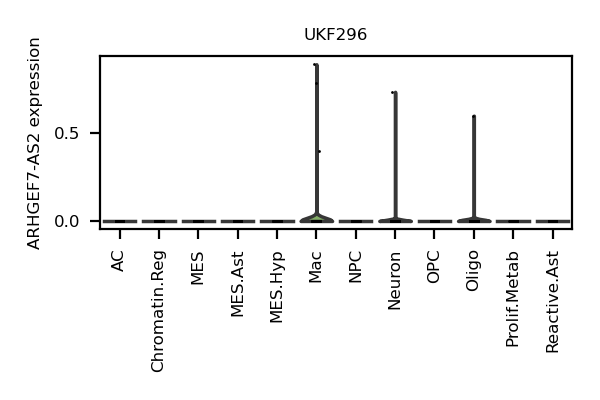 UKF296
ARHGEF7-AS2 expression
0.5
0.0
AC
Chromatin.Reg
MES
MES.Ast
MES.Hyp
Mac
NPC
Neuron
OPC
Oligo
Prolif.Metab
Reactive.Ast